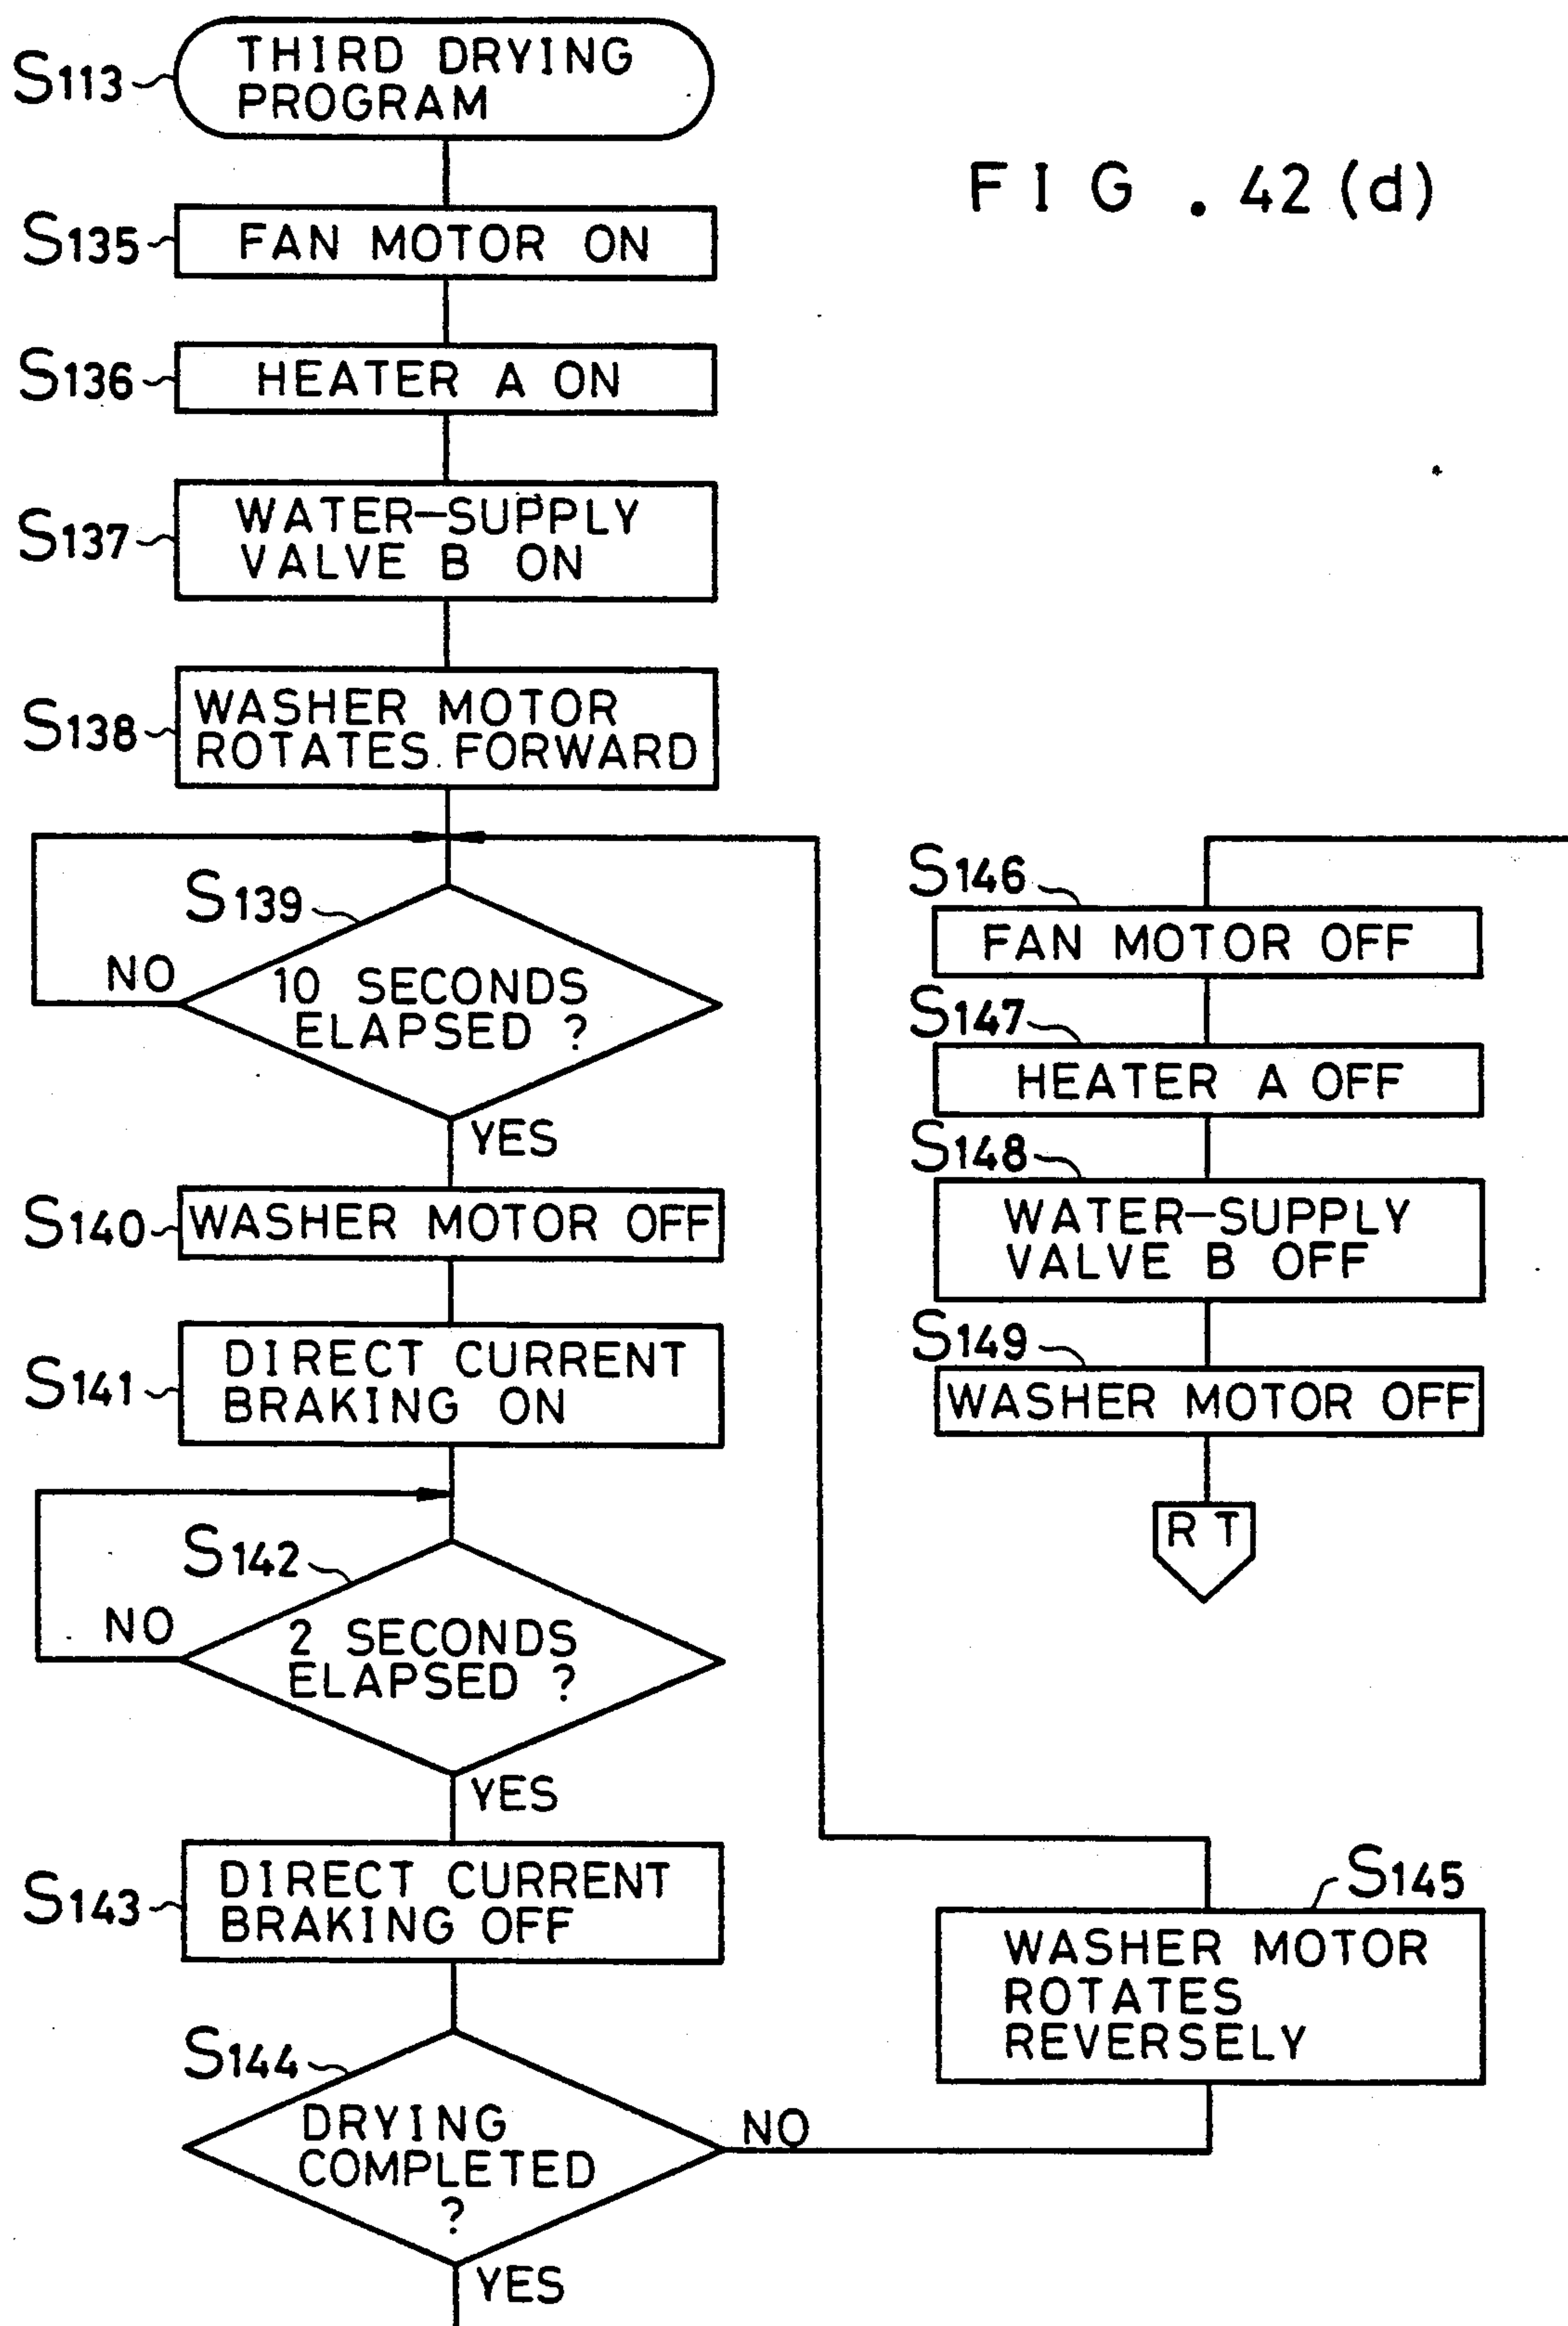 S113
THIRD DRYING
PROGRAM
FIG. 42(d)
S135
FAN MOTOR ON
S136
HEATER A ON
S137
WATER-SUPPLY
VALVE B ON
S138
WASHER MOTOR
ROTATES FORWARD
S139
NO
10 SECONDS
ELAPSED ?
YES
S140
WASHER MOTOR OFF
S141
DIRECT CURRENT
BRAKING ON
S142
NO
2 SECONDS
ELAPSED ?
YES
S143
DIRECT CURRENT
BRAKING OFF
S144
DRYING
COMPLETED
?
NO
YES
S145
WASHER MOTOR
ROTATES
REVERSELY
S146
FAN MOTOR OFF
S147
HEATER A OFF
S148
WATER-SUPPLY
VALVE B OFF
S149
WASHER MOTOR OFF
RT